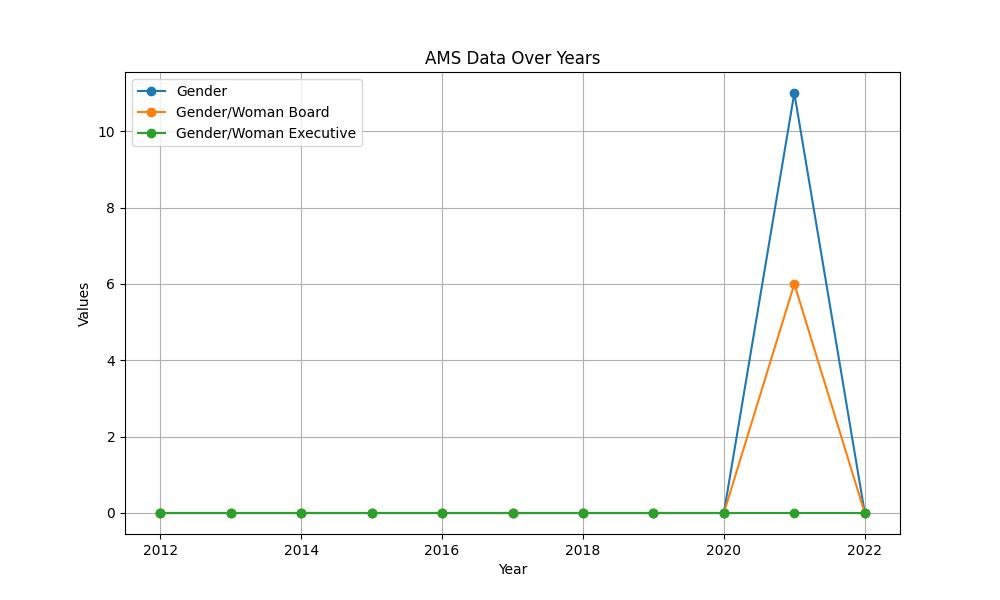 AMS Data Over Years
Gender
Gender/Woman Board
Gender/Woman Executive
10
8
6
4
2
0
Values
2012
2014
2016
2018
2020
2022
Year